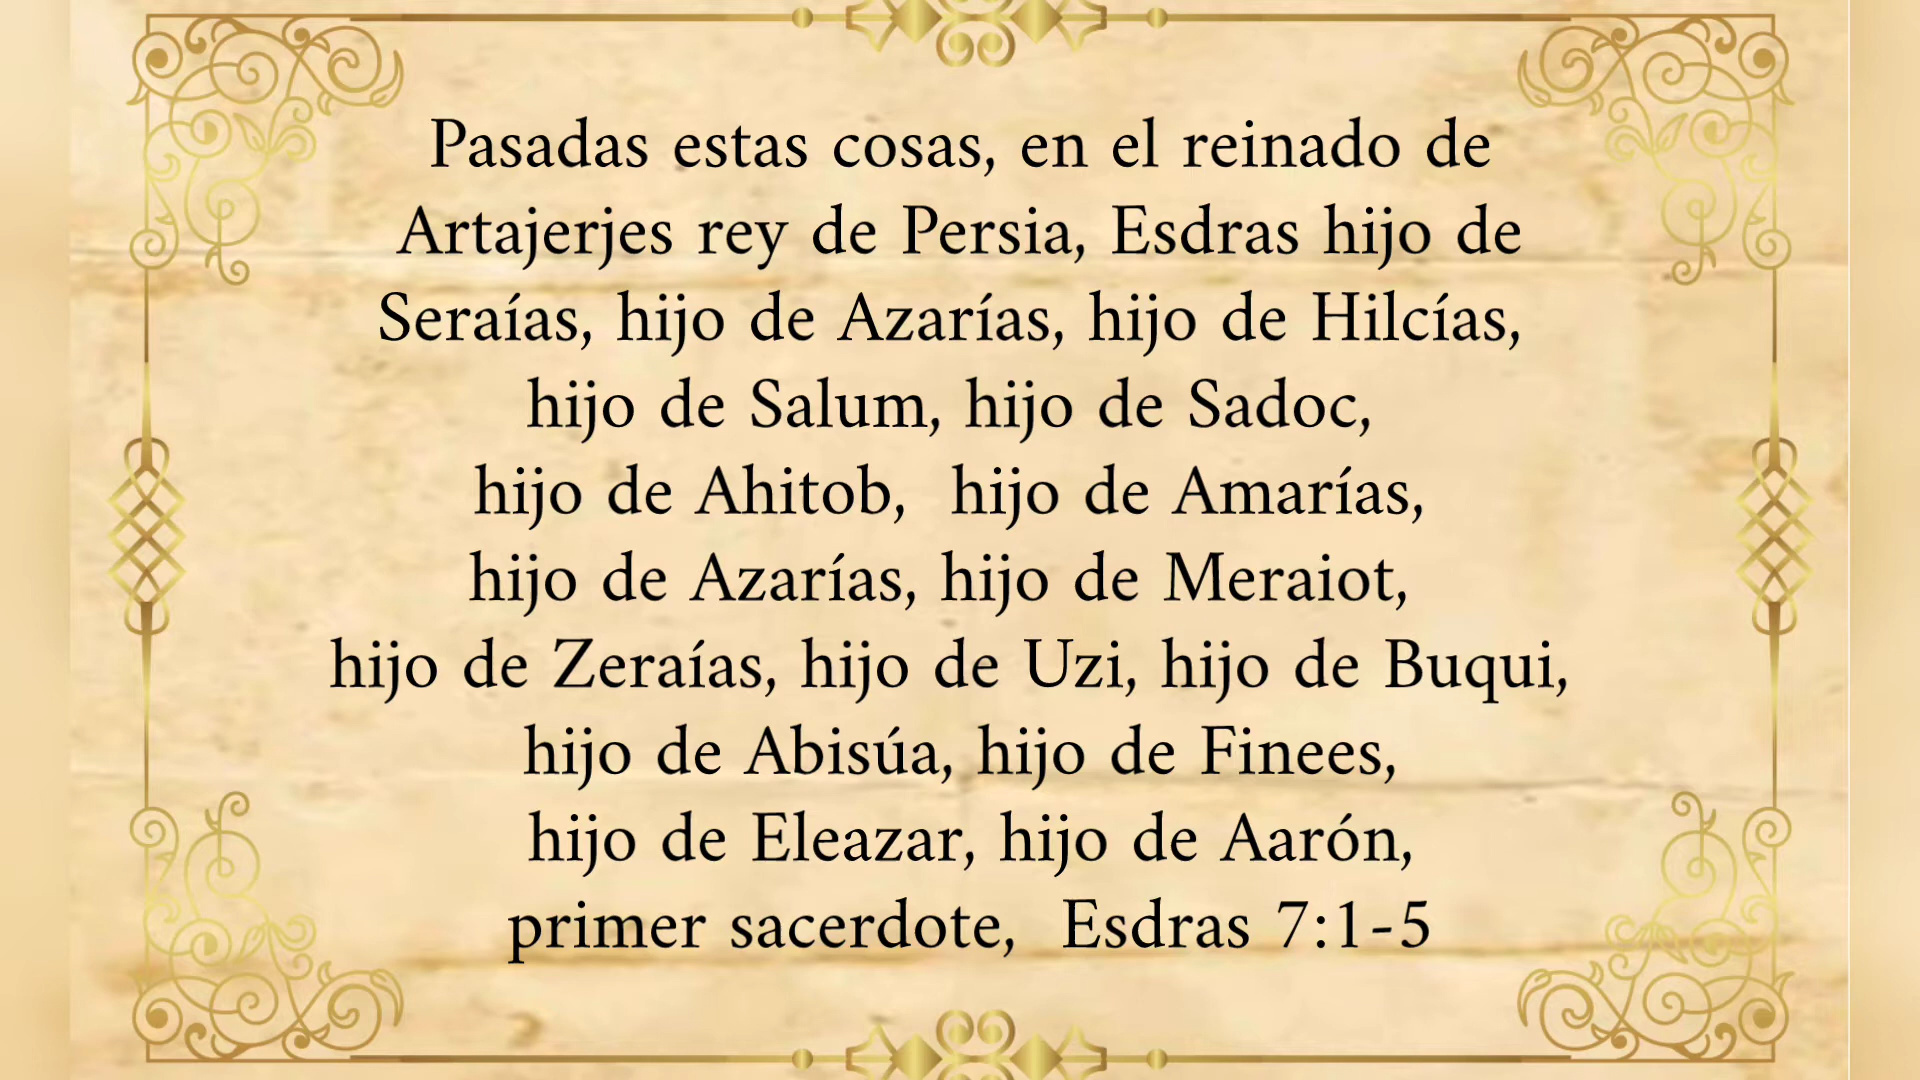 Pasadas estas cosas, en el reinado de
Artajerjes rey de Persia, Esdras hijo de
Seraías, hijo de Azarías, hijo de Hilcías,
hijo de Salum, hijo de Sadoc,
hijo de Ahitob, hijo de Amarías,
hijo de Azarías, hijo de Meraiot,
hijo de Zeraías, hijo de Uzi, hijo de Buqui,
hijo de Abisúa, hijo de Finees,
hijo de Eleazar, hijo de Aarón,
primer sacerdote, Esdras 7:1-5